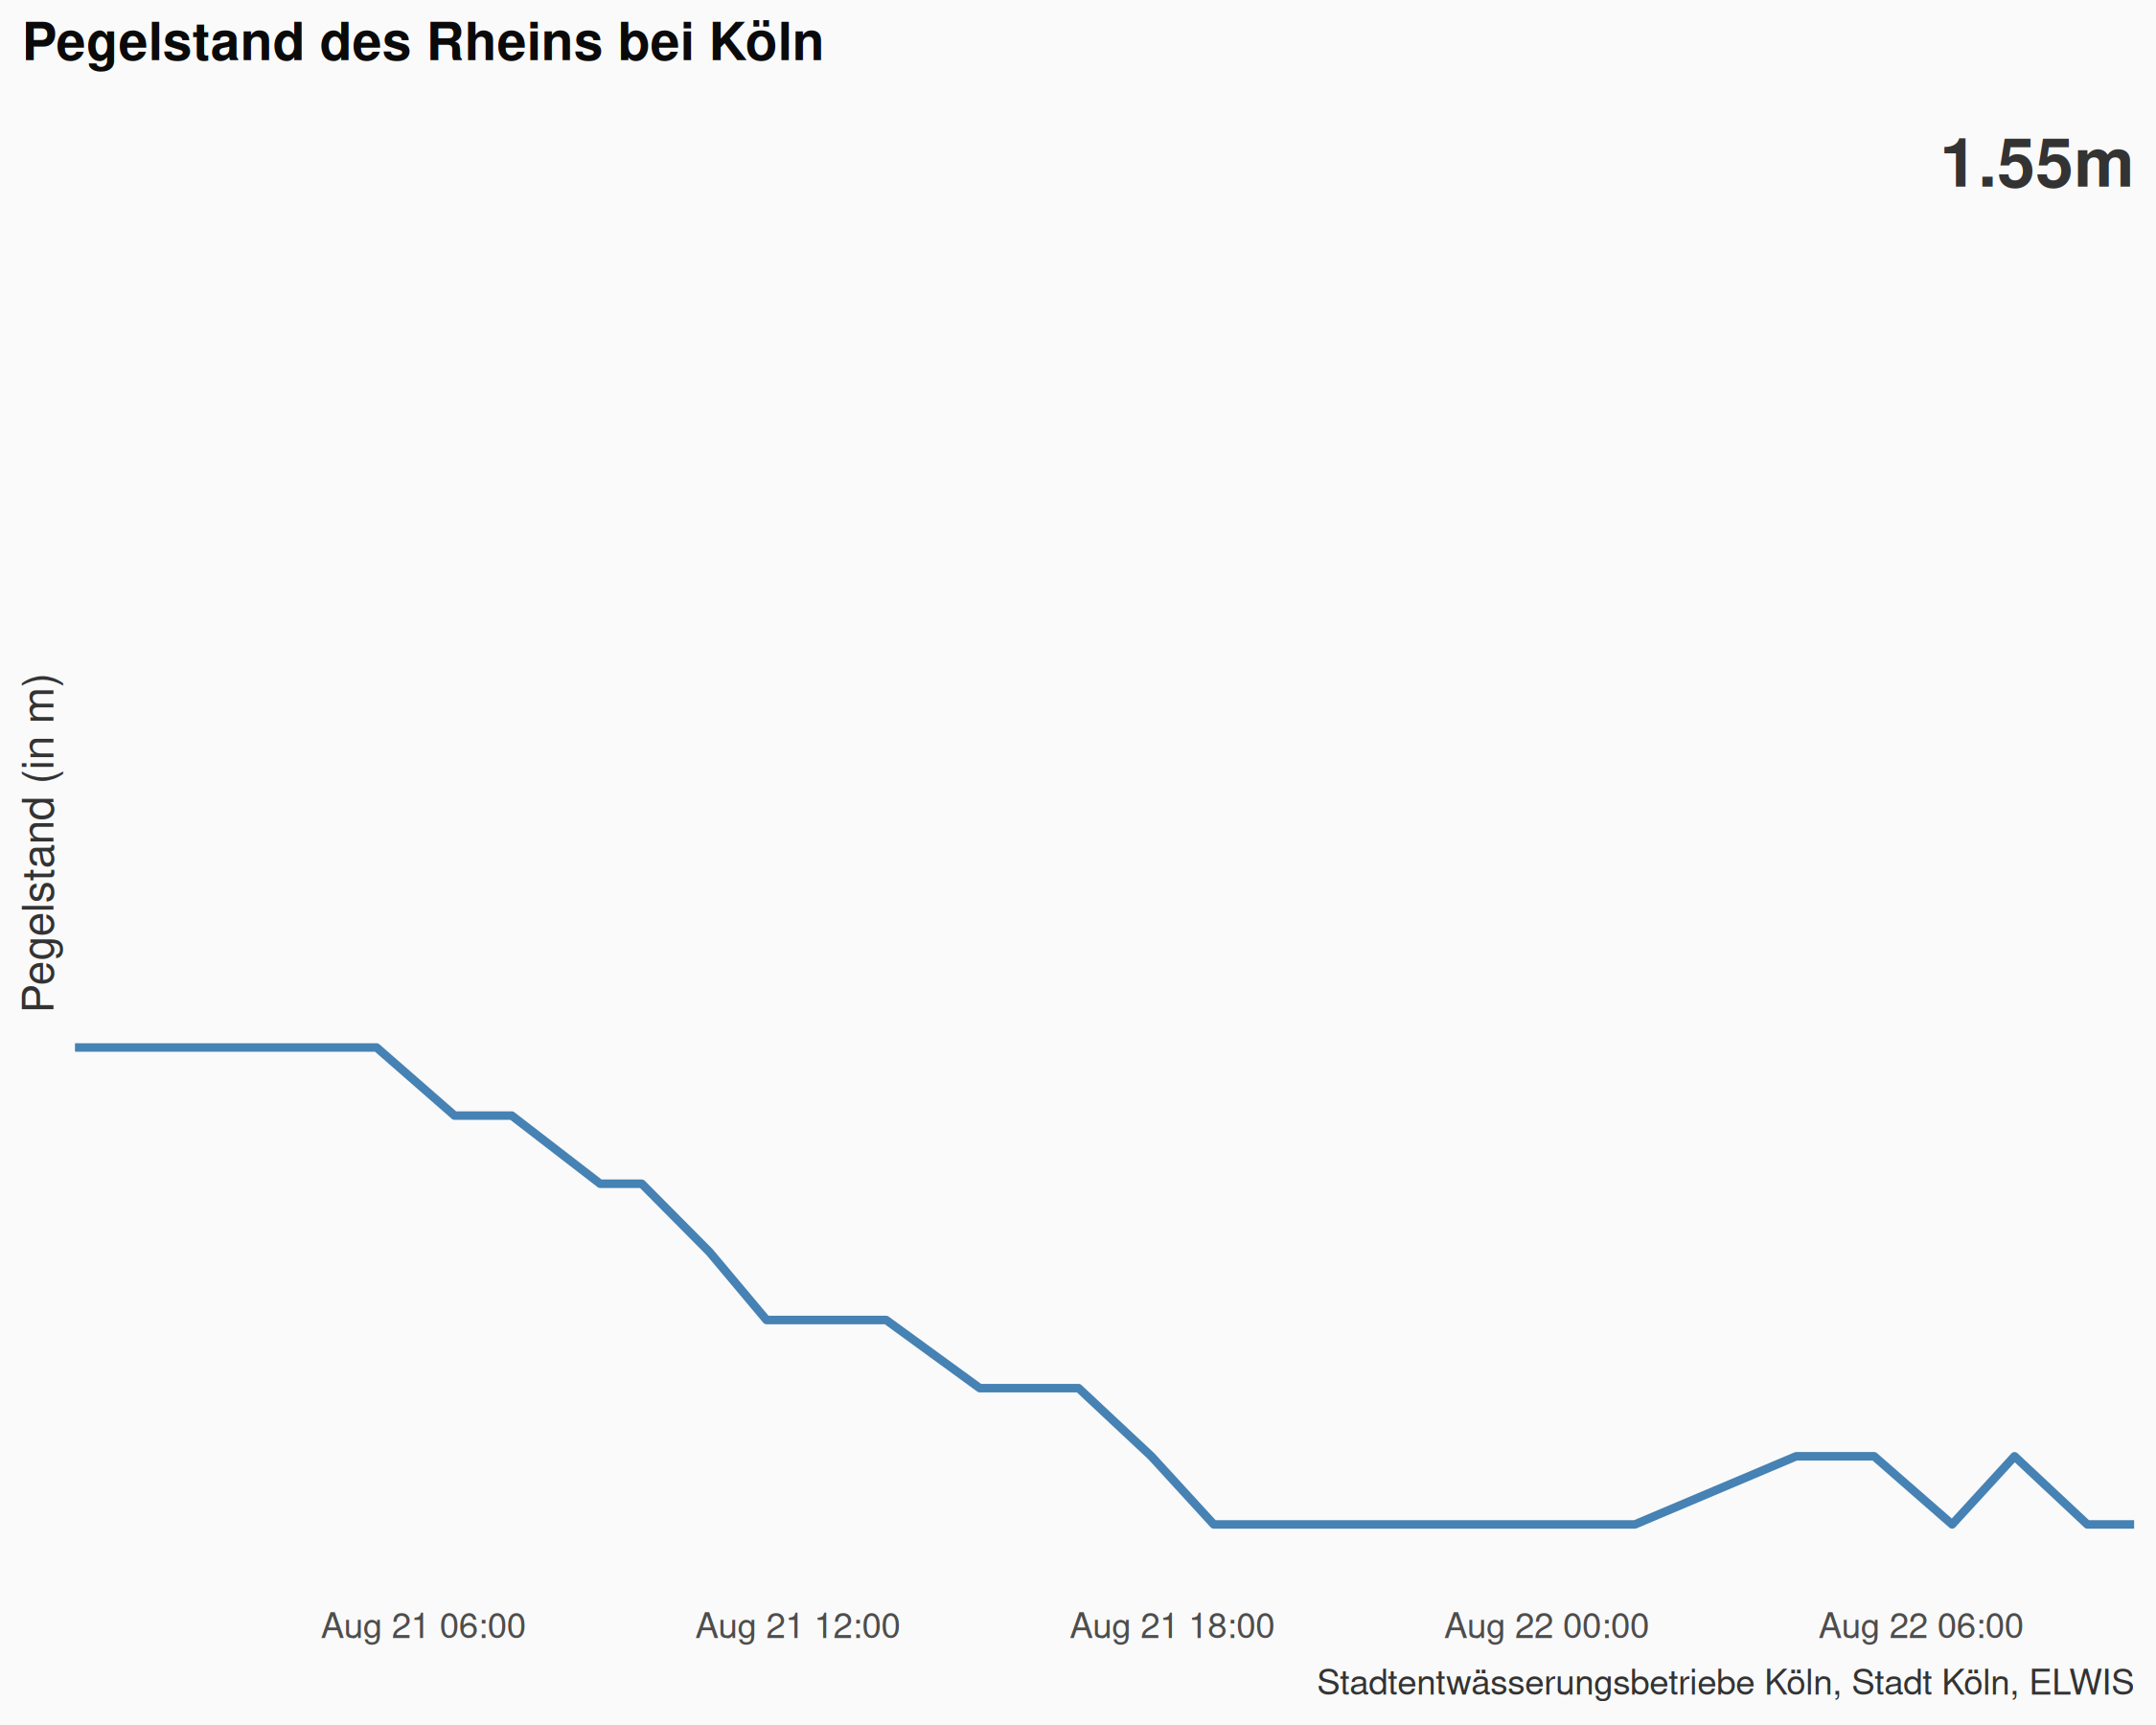 Pegelstand des Rheins bei Köln
1.55m
Pegelstand (in m)
Aug 21 06:00
Aug 21 12:00
Aug 21 18:00
Aug 22 00:00
Aug 22 06:00
Stadtentwässerungsbetriebe Köln, Stadt Köln, ELWIS